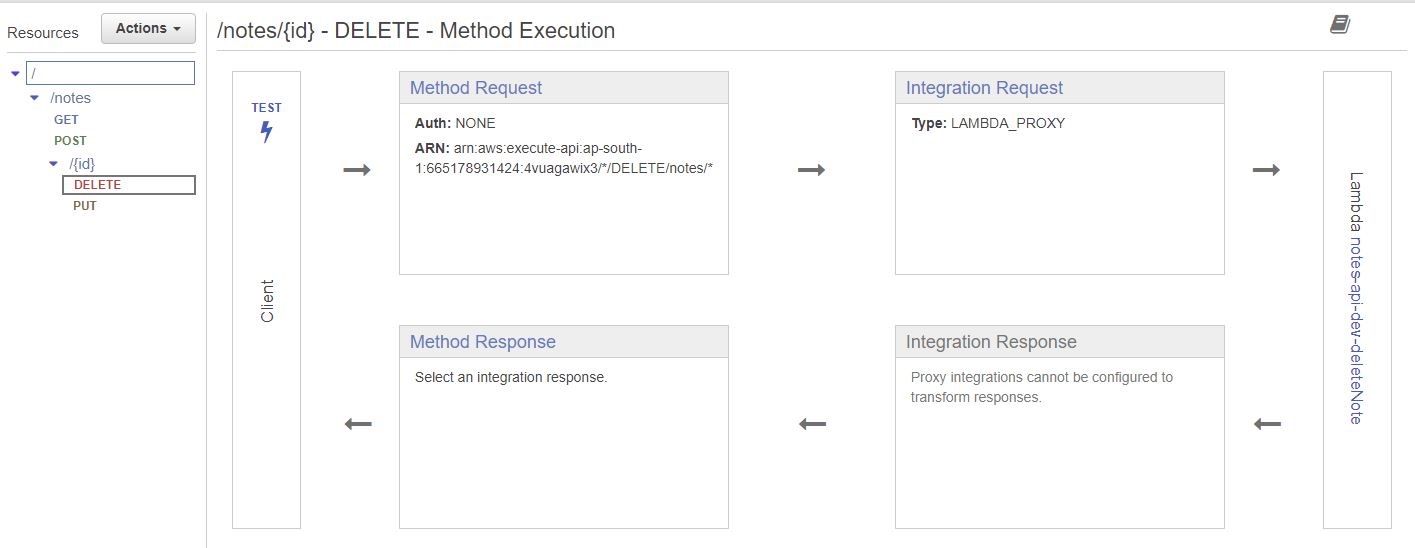 Resources
Actions
/
/notes
GET
POST
/{id}
DELETE
PUT
/notes/{id} - DELETE - Method Execution
TEST
Client
Method Request
Auth: NONE
ARN: arn:aws:execute-api:ap-south-
1:665178931424:4vuagawix3/*/DELETE/notes/*
Integration Request
Type: LAMBDA_PROXY
Lambda notes-api-dev-deleteNote
Method Response
Select an integration response.
Integration Response
Proxy integrations cannot be configured to
transform responses.